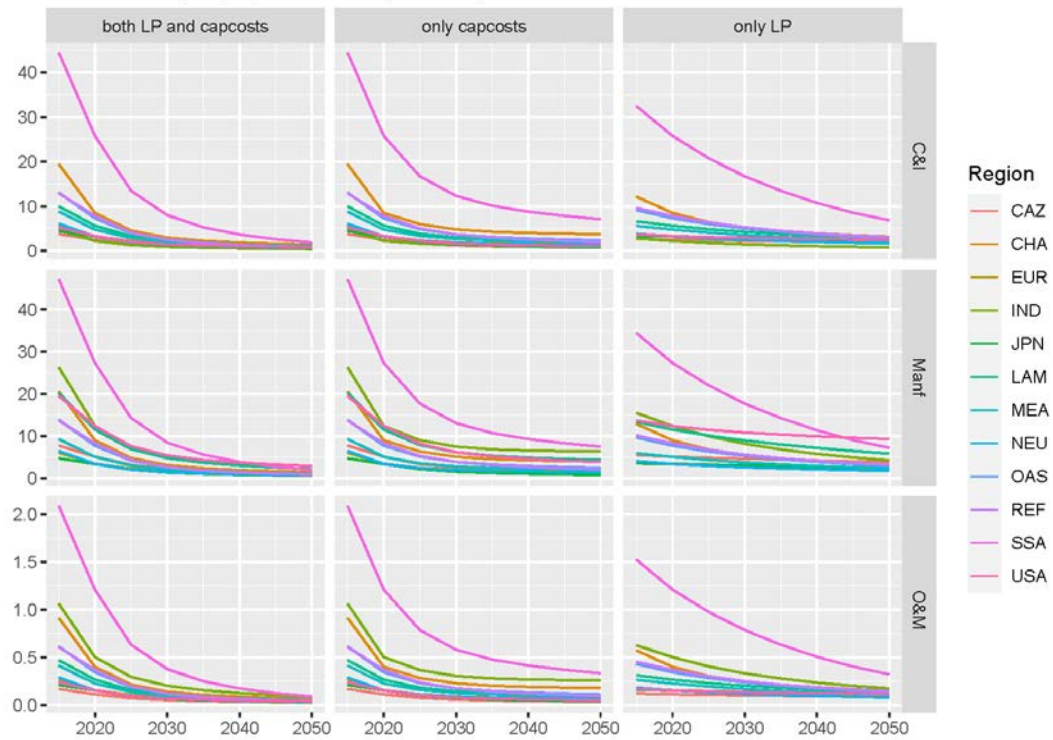 both LP and capcosts
only capcosts
only LP
40
30
20
10
0
C&I
40
30
20
10
0
Manf
2.0
1.5
1.0
0.5
0.0
O&M
2020 2030 2040 2050
2020 2030 2040 2050
2020 2030 2040 2050
Region
CAZ
CHA
EUR
IND
JPN
LAM
MEA
NEU
OAS
REF
SSA
USA